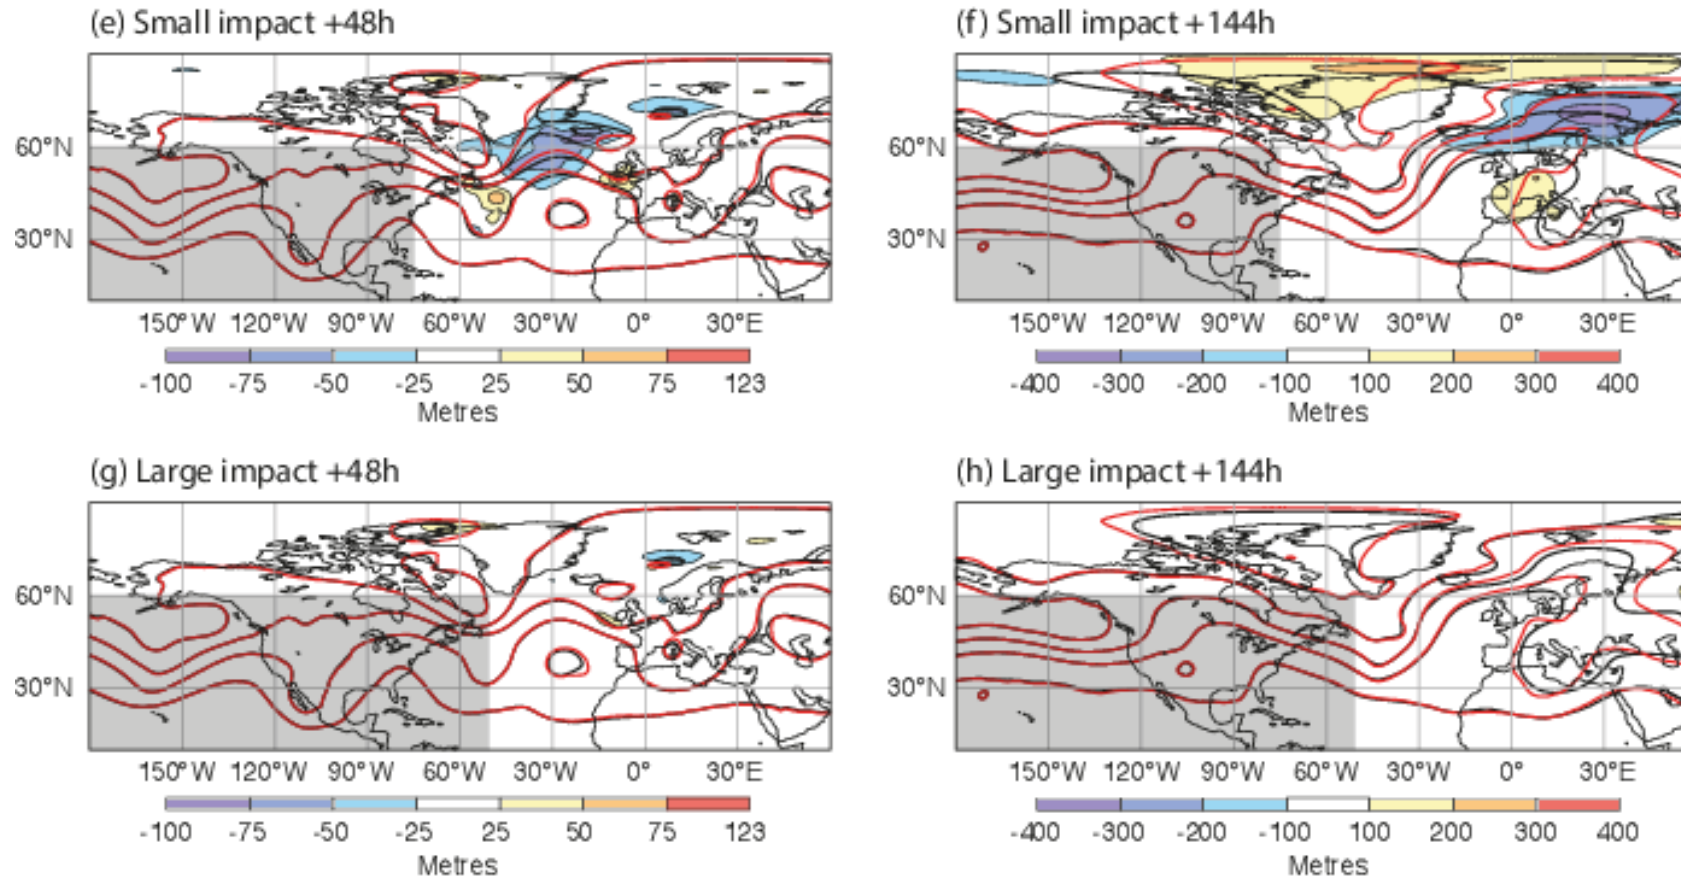 (e) Small impact +48h
(f) Small impact +144h
60°N
30°N
60°N
30°N
150°W 120°W 90°W 60°W 30°W 0° 30°E
150°W 120°W 90°W 60°W 30°W 0° 30°E
-100 -75 -50 -25 25 50 75 123
-400 -300 -200 -100 100 200 300 400
Metres
Metres
(g) Large impact +48h
(h) Large impact +144h
60°N
30°N
60°N
30°N
150°W 120°W 90°W 60°W 30°W 0° 30°E
150°W 120°W 90°W 60°W 30°W 0° 30°E
-100 -75 -50 -25 25 50 75 123
-400 -300 -200 -100 100 200 300 400
Metres
Metres